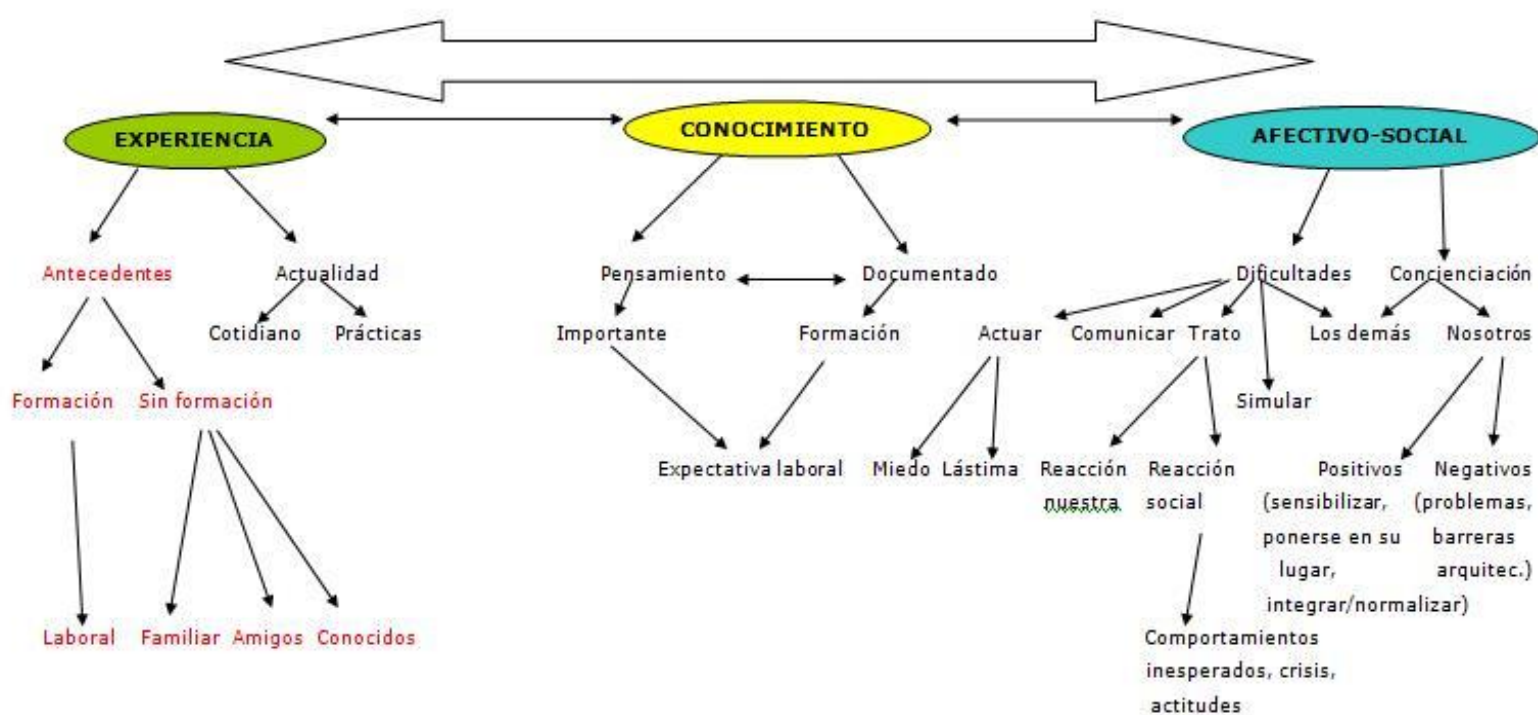 EXPERIENCIA
CONOCIMIENTO
AFECTIVO-SOCIAL
Antecedentes
Actualidad
Pensamiento
Documentado
Dificultades
Concienciación
Cotidiano
Prácticas
Importante
Formación
Actuar
Comunicar
Trato
Los demás
Nosotros
Formación
Sin formación
Simular
Expectativa laboral
Miedo
Lástima
Reacción
nuestra
Reacción
social
Positivos
(sensibilizar,
ponerse en su
lugar,
integrar/normalizar)
Negativos
(problemas,
barreras
arquitec.)
Laboral
Familiar
Amigos
Conocidos
Comportamientos
inesperados, crisis,
actitudes